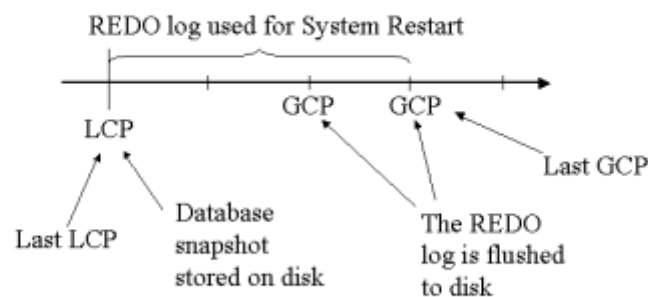 REDO log used for System Restart
LCP
GCP
GCP
Last GCP
Last LCP
Database
snapshot
stored on disk
The REDO
log is flushed
to disk